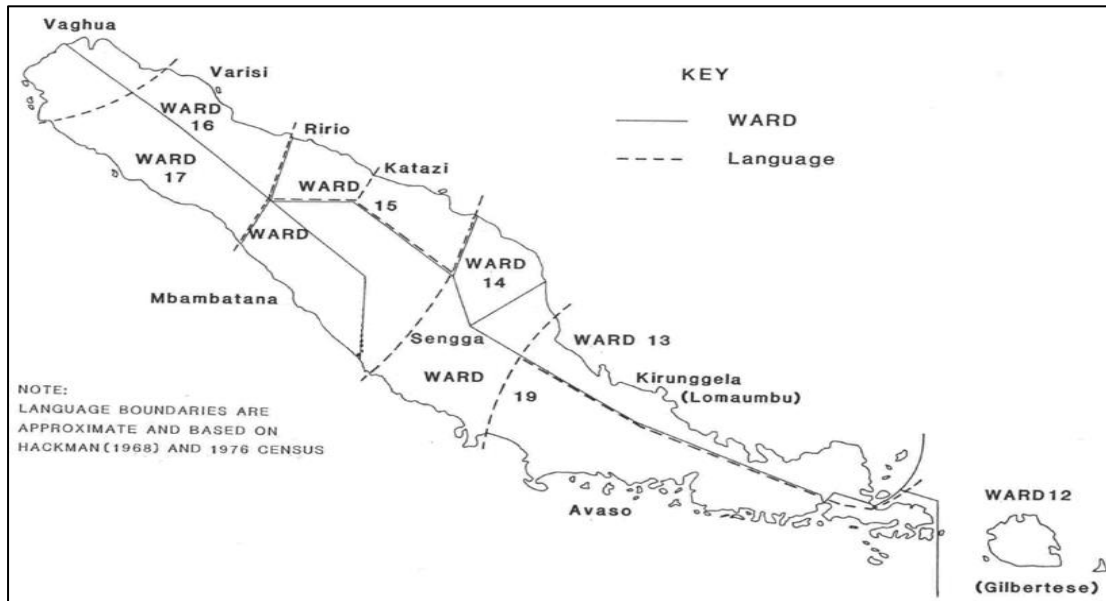 Vaghua
Varisi
KEY
WARD
Language
WARD
16
Ririo
WARD
17
Katazi
WARD
15
WARD
WARD
14
Mbambatana
Sengga
WARD 13
WARD
19
Kirunggela
(Lomaumbu)
NOTE:
LANGUAGE BOUNDARIES ARE
APPROXIMATE AND BASED ON
HACKMAN(1968) AND 1976 CENSUS
Avaso
WARD12
(Gilbertese)